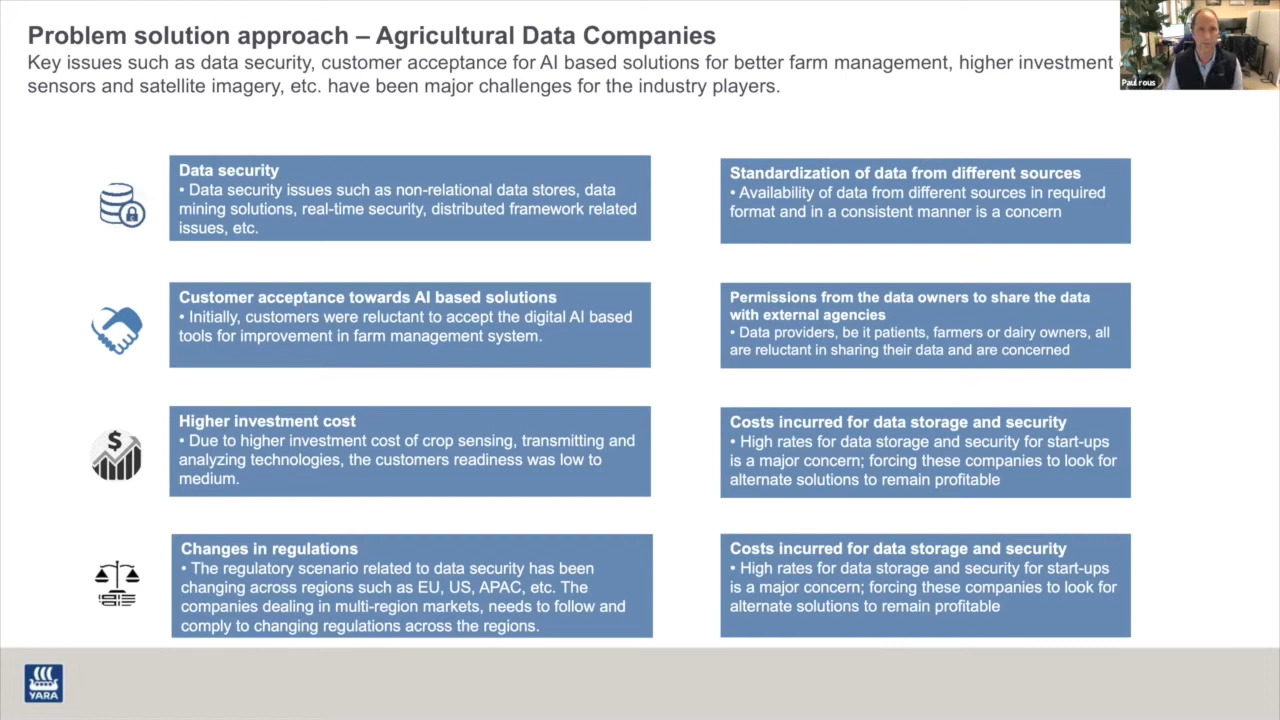 Problem solution approach – Agricultural Data Companies
Key issues such as data security, customer acceptance for AI based solutions for better farm management, higher investment
sensors and satellite imagery, etc. have been major challenges for the industry players.
Paul rous
Data security
• Data security issues such as non-relational data stores, data
mining solutions, real-time security, distributed framework related
issues, etc.
Standardization of data from different sources
• Availability of data from different sources in required
format and in a consistent manner is a concern
Customer acceptance towards AI based solutions
• Initially, customers were reluctant to accept the digital AI based
tools for improvement in farm management system.
Permissions from the data owners to share the data
with external agencies
• Data providers, be it patients, farmers or dairy owners, all
are reluctant in sharing their data and are concerned
Higher investment cost
• Due to higher investment cost of crop sensing, transmitting and
analyzing technologies, the customers readiness was low to
medium.
Costs incurred for data storage and security
• High rates for data storage and security for start-ups
is a major concern; forcing these companies to look for
alternate solutions to remain profitable
Changes in regulations
• The regulatory scenario related to data security has been
changing across regions such as EU, US, APAC, etc. The
companies dealing in multi-region markets, needs to follow and
comply to changing regulations across the regions.
Costs incurred for data storage and security
• High rates for data storage and security for start-ups
is a major concern; forcing these companies to look for
alternate solutions to remain profitable
$
YARA